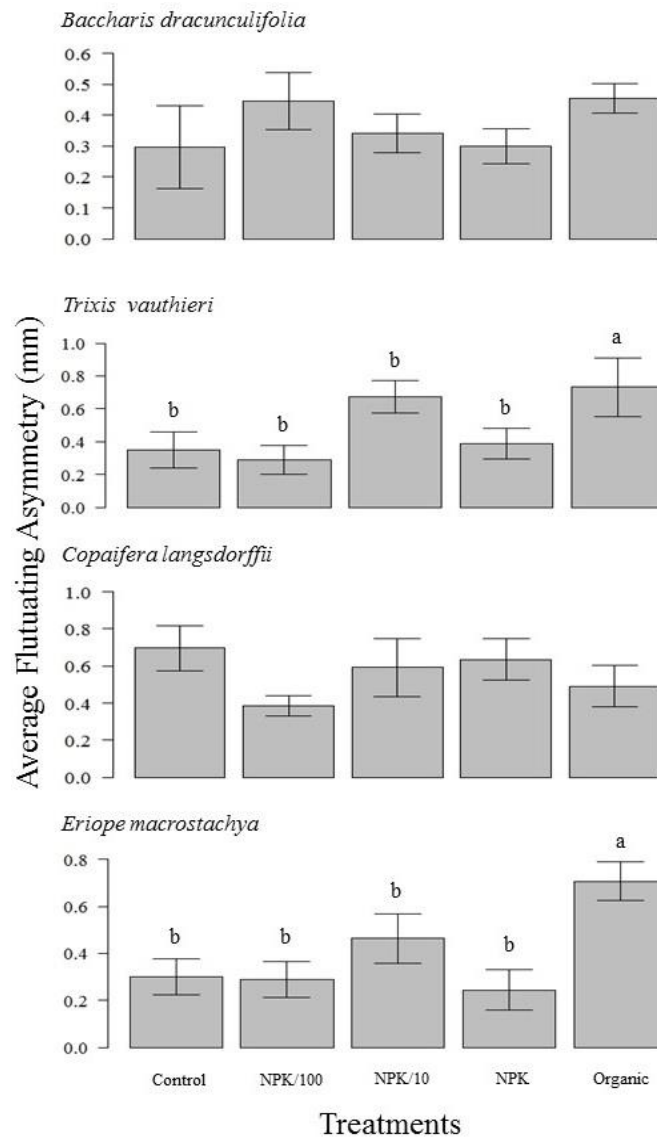 Baccharis dracunculifolia
0.6
0.5
0.4
0.3
0.2
0.1
0.0
Trixis vauthieri
1.0
0.8
0.6
0.4
0.2
0.0
b
b
b
b
a
Copaifera langsdorffii
1.0
0.8
0.6
0.4
0.2
0.0
Eriope macrostachya
0.8
0.6
0.4
0.2
0.0
b
b
b
b
a
Average Flutuating Asymmetry (mm)
Control NPK/100 NPK/10 NPK Organic
Treatments